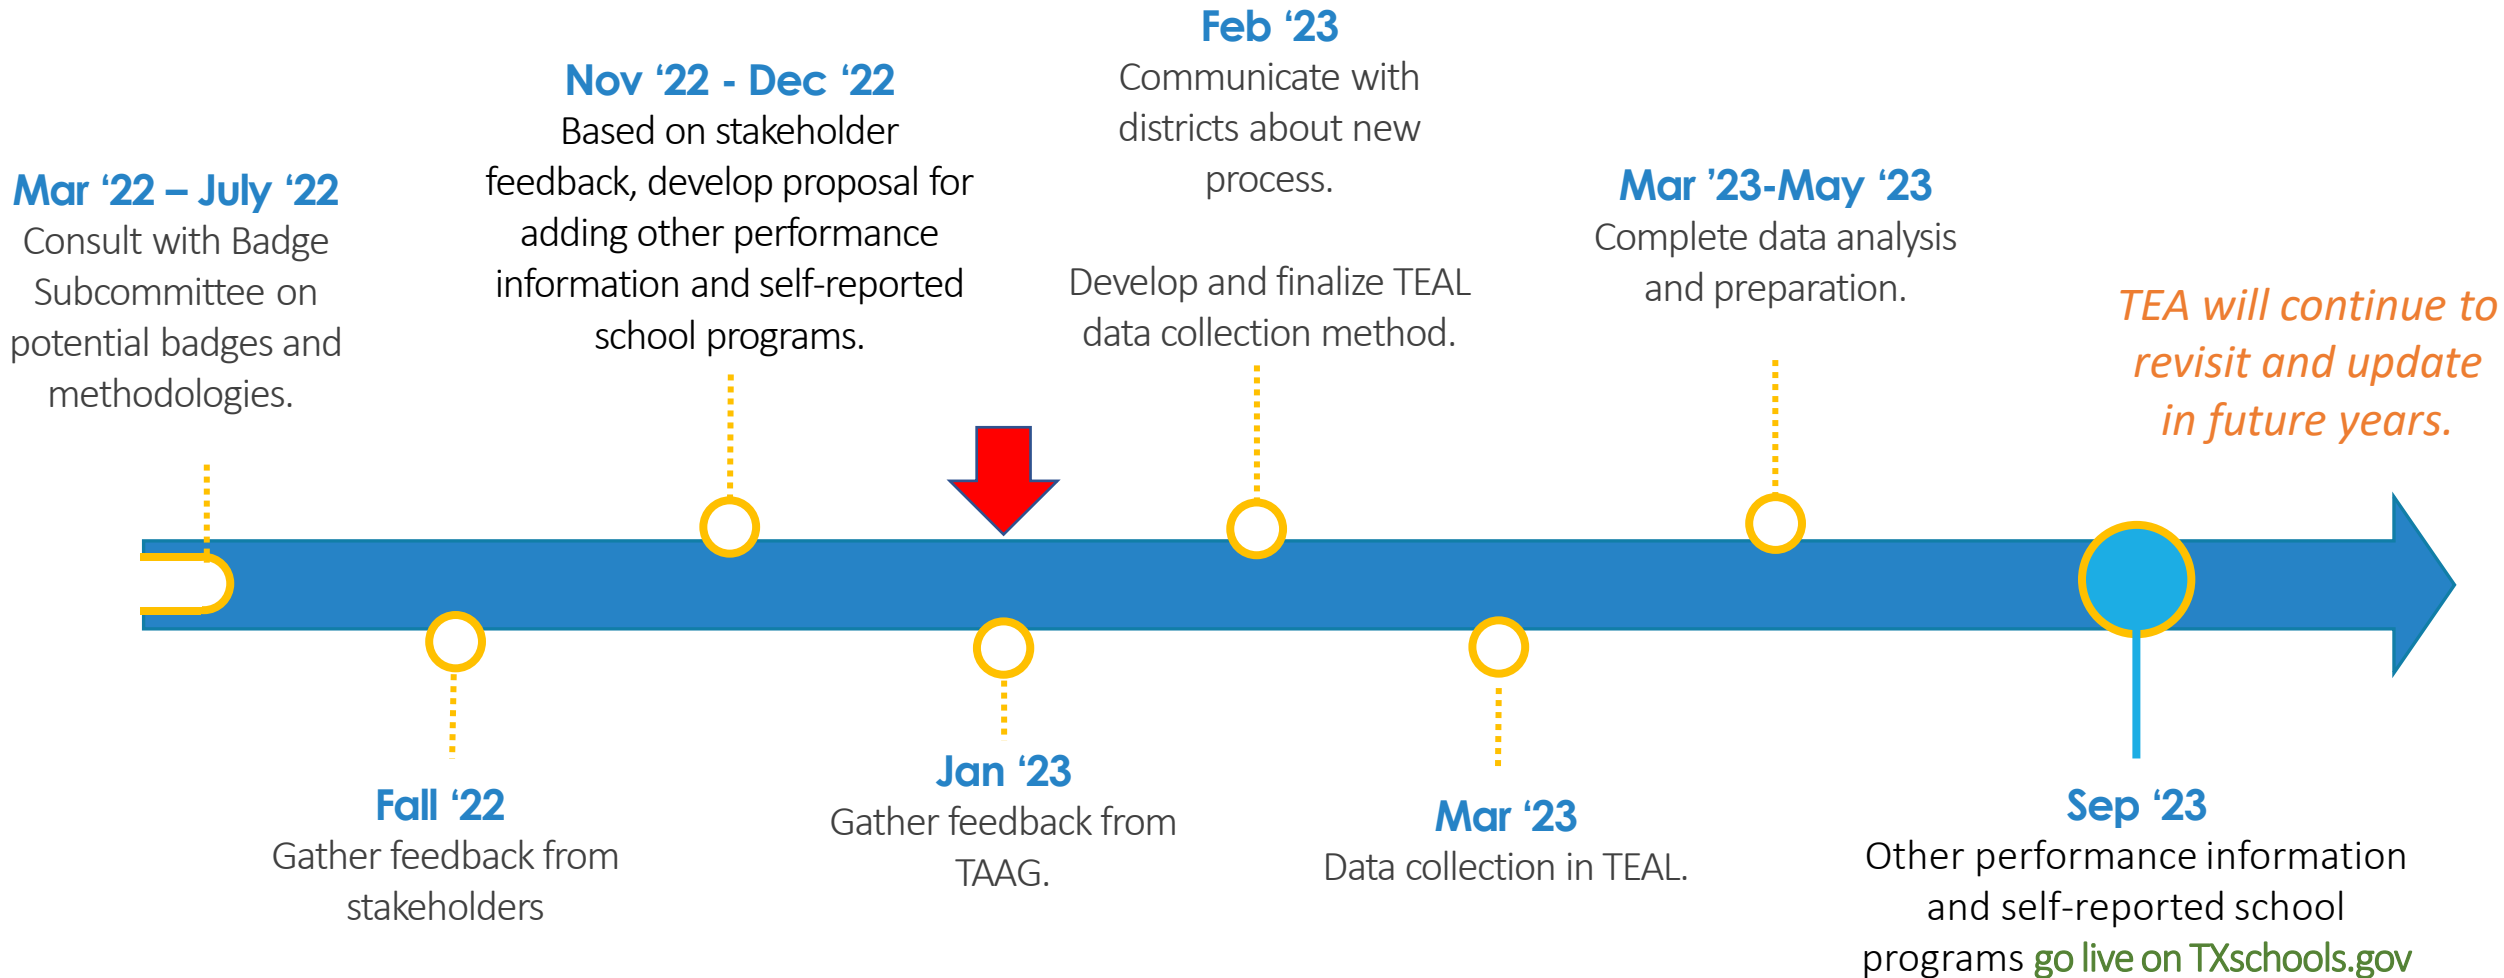 Mar ‘22 – July ‘22
Consult with Badge
Subcommittee on
potential badges and
methodologies.
Fall ‘22
Gather feedback from
stakeholders
Nov ‘22 - Dec ‘22
Based on stakeholder
feedback, develop proposal for
adding other performance
information and self-reported
school programs.
Jan ‘23
Gather feedback from
TAAG.
Feb ‘23
Communicate with
districts about new
process.
Develop and finalize TEAL
data collection method.
Mar ‘23
Data collection in TEAL.
Mar ’23-May ‘23
Complete data analysis
and preparation.
Sep ‘23
Other performance information
and self-reported school
programs go live on TXschools.gov
TEA will continue to
revisit and update
in future years.